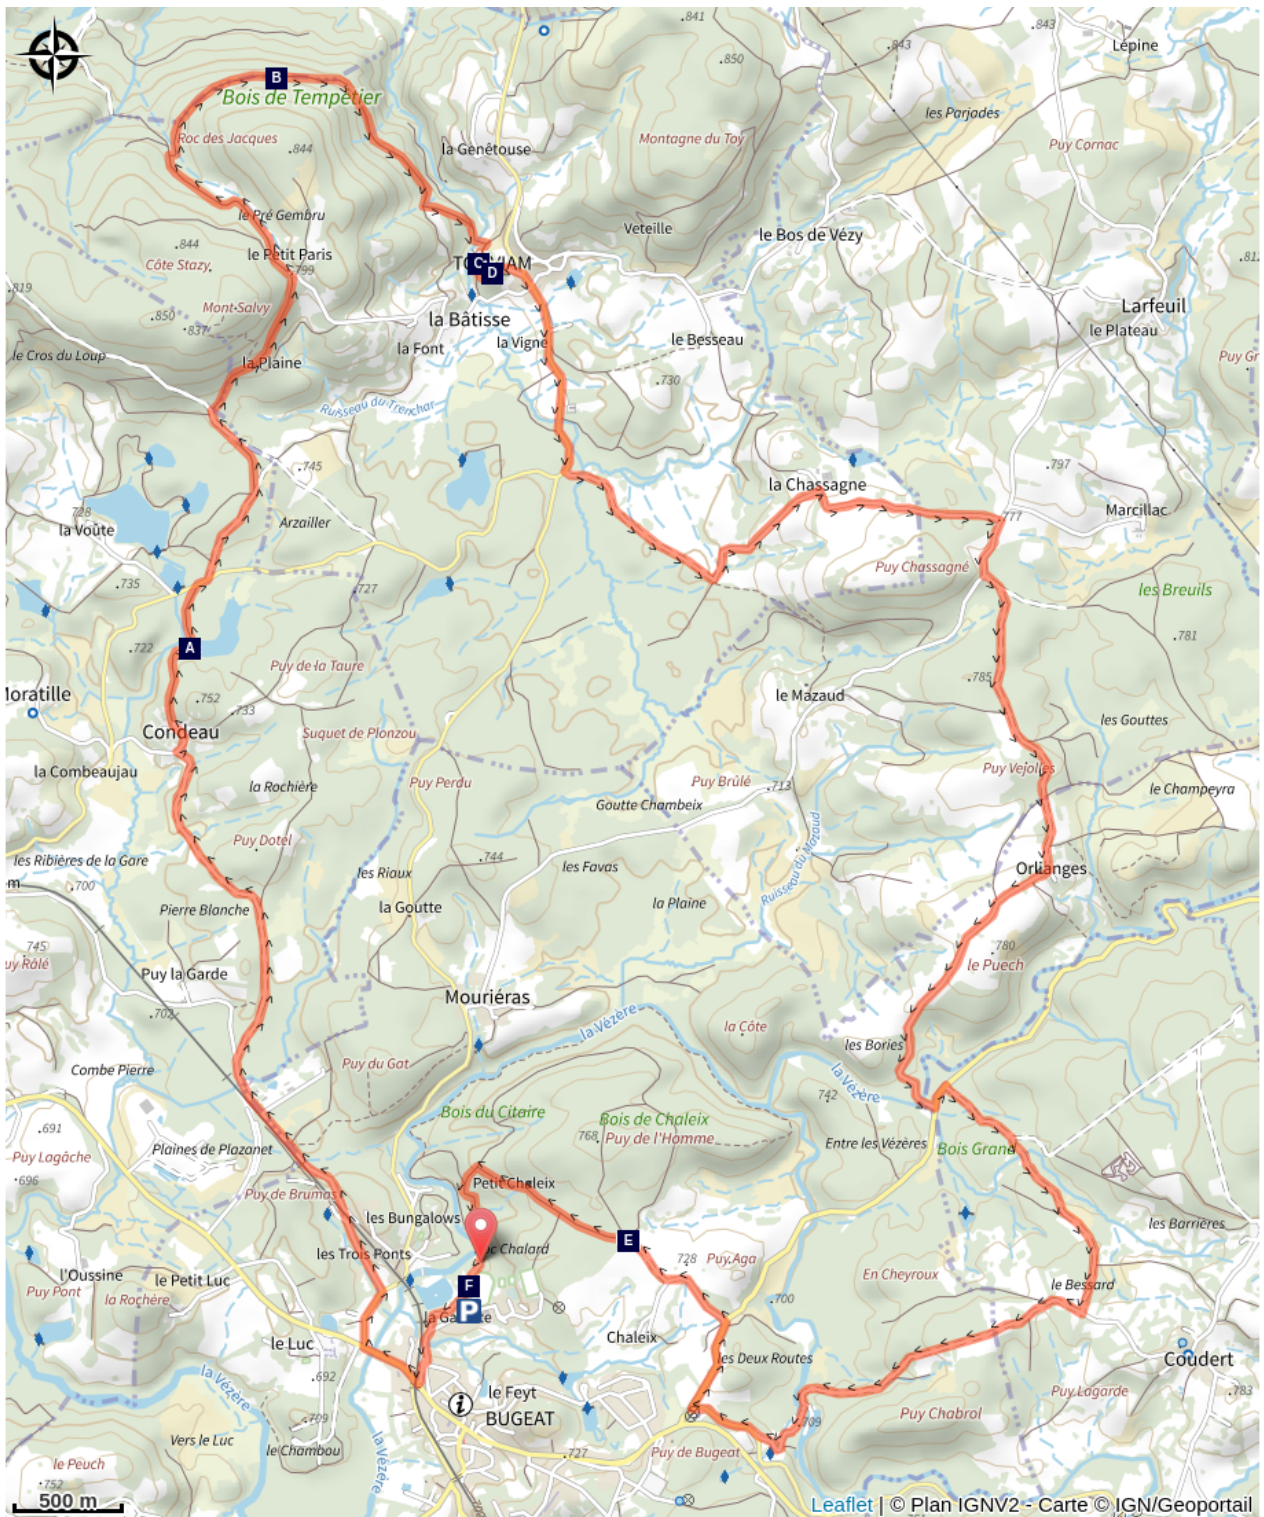 .841
.843
.843
Lépine
.850
B
Bois de Tempêtier
les Parjades
Roc des Jacques
.844
la Genêtouse
Montagne du Toy
Puy Cornac
le Pré Gembru
Veteille
le Bos de Vézy
.844
le Petit Paris
Côte Stazy
799
C
D
.819
Mont-Salvy
.850
.837
la Bâtisse
Larfeuil
le Plateau
la Vigne
le Besseau
la Font
le Cros du Loup
la Plaine
.730
Ruisseau du Trenchar
.745
.797
la Chassagne
728
la Voûte
Arzailler
.777
Marcillac
Puy Chassagne
.735
.727
les Breuils
.722
A
.781
Puy de la Taure
.785
Moratille
.752
.733
le Mazaud
Condeau
Suquet de Plonzou
les Gouttes
la Combeaujau
la Rochière
Puy Perdu
Puy Brûlé
.713
Puy Vejolles
le Champeyra
Goutte Chambeix
Puy Dotel
.744
les Favas
Ruisseau du Mazaud
les Ribières de la Gare
les Riaux
Orlianges
.700
Pierre Blanche
la Goutte
la Plaine
745
780
le Puech
Puy la Garde
Mouriéras
.702
la Vézère
la Côte
les Bories
Combe Pierre
Puy du Gat
la Vézère
742
Bois du Citaire
Bois de Chaleix
768
Puy de l'Homme
.691
Entre les Vézères
Bois Grand
Plaines de Plazanet
Puy Lagâche
.696
Petit Chaleix
Puy de Brumas
les Bungalows
E
les Barrières
les Trois Ponts
728
Puy Aga
l'Oussine
le Petit Luc
En Cheyroux
le Bessard
Puy Pont
la Rochère
F
P
.700
Chaleix
le Luc
les Deux Routes
Coudert
la Vézère
.692
le Feyt
Puy Lagarde
.783
BUGEAT
Puy Chabrol
709
.709
Vers le Luc
le Chambou
la Vézère
.727
Puy de Bugeat
le Peuch
.752
500 m
Leaflet | © Plan IGNV2 - Carte © IGN/Geoportail